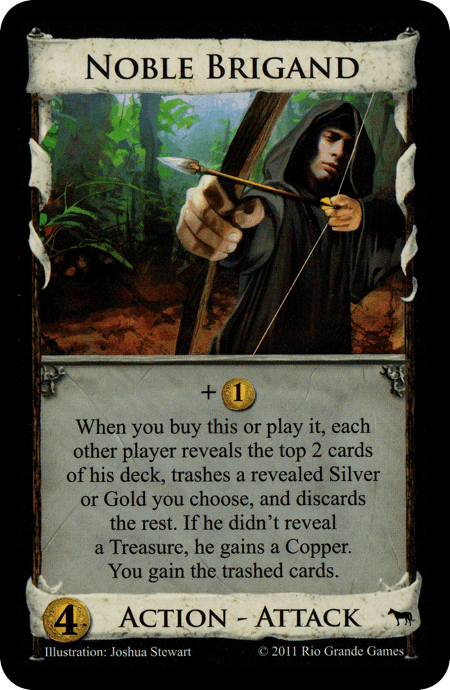 Noble Brigand
+ 1
When you buy this or play it, each
other player reveals the top 2 cards
of his deck, trashes a revealed Silver
or Gold you choose, and discards
the rest. If he didn’t reveal
a Treasure, he gains a Copper.
You gain the trashed cards.
4 Action - Attack
Illustration: Joshua Stewart © 2011 Rio Grande Games